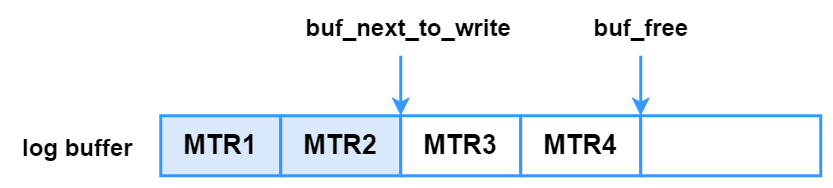 buf_next_to_write buf_free
log buffer MTR1 MTR2 MTR3 MTR4